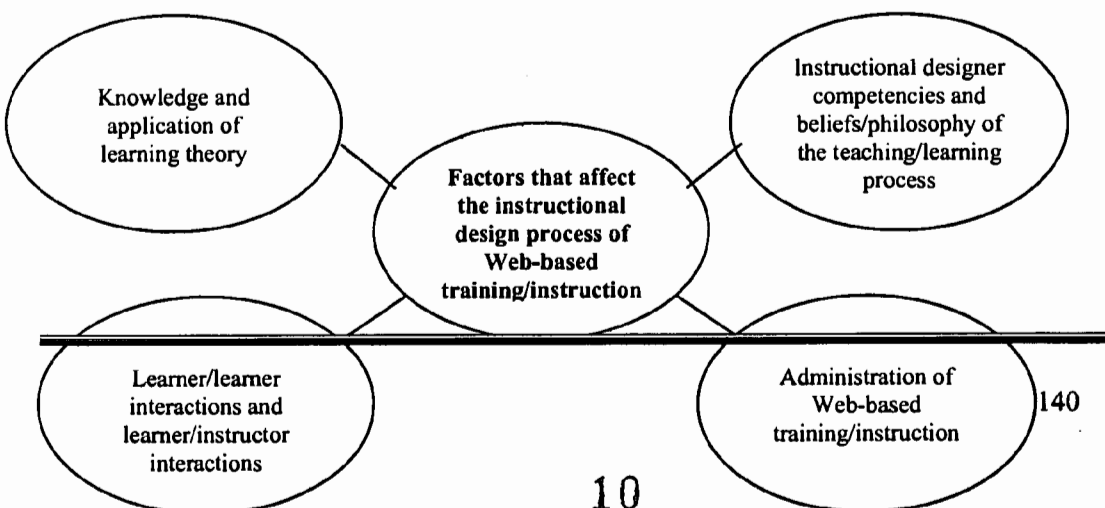 Knowledge and
application of
learning theory
Instructional designer
competencies and
beliefs/philosophy of
the teaching/learning
process
Factors that affect
the instructional
design process of
Web-based
training/instruction
Learner/learner
interactions and
learner/instructor
interactions
Administration of
Web-based
training/instruction
140
10